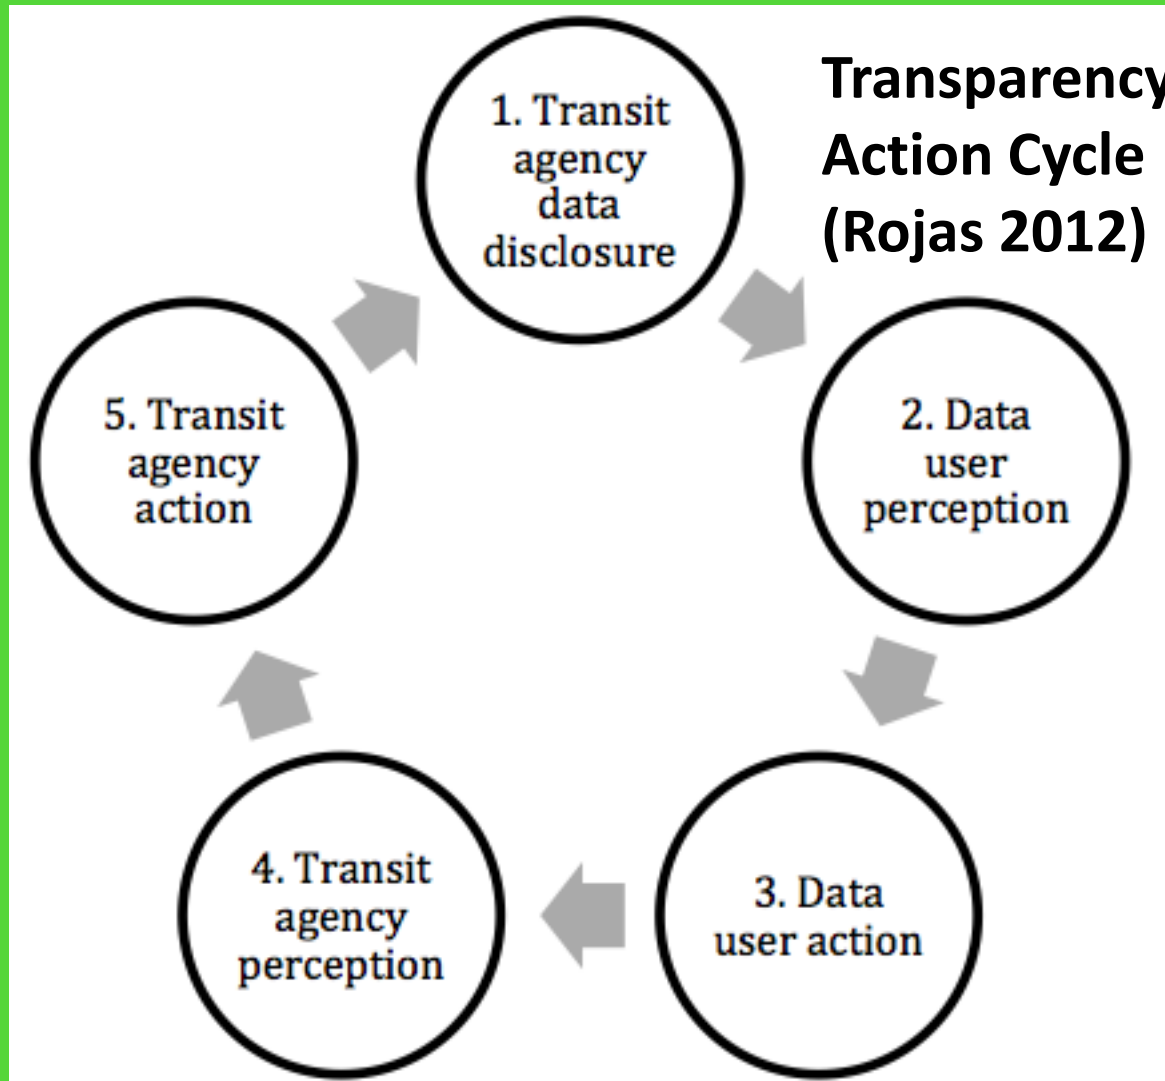 Transparency
Action Cycle
(Rojas 2012)
1. Transit
agency
data
disclosure
2. Data
user
perception
3. Data
user action
4. Transit
agency
perception
5. Transit
agency
action